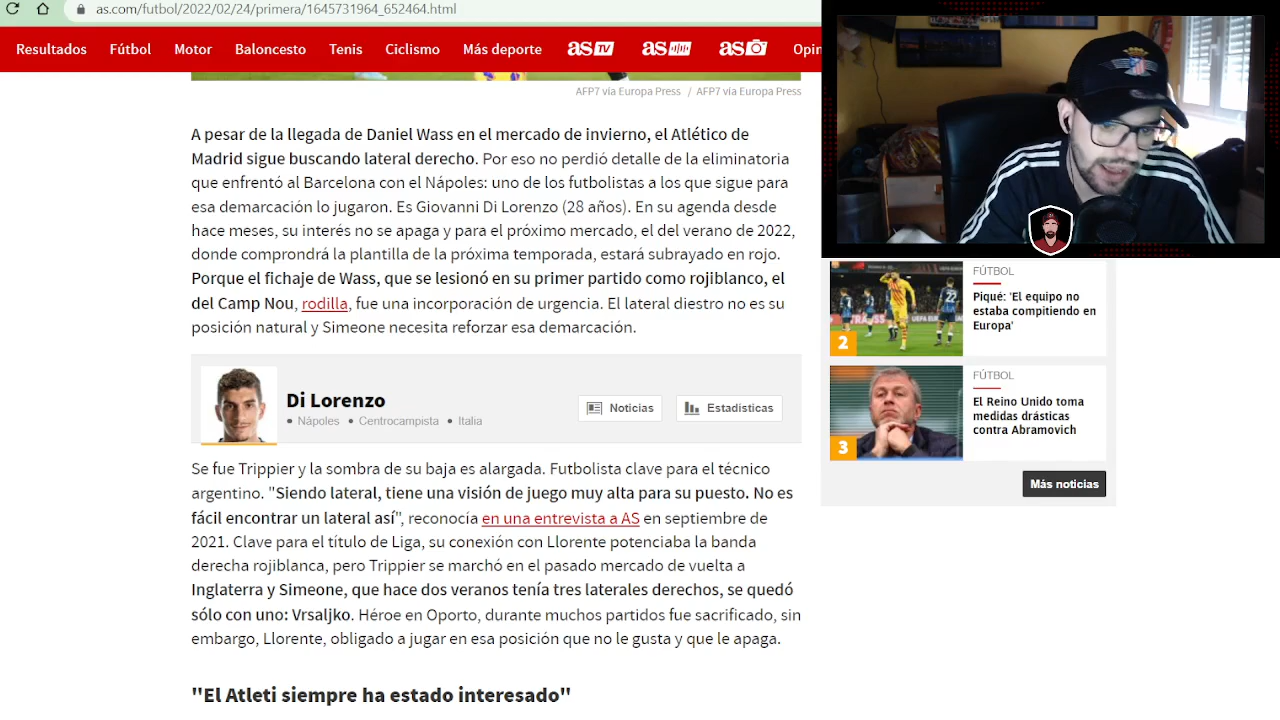 as.com/futbol/2022/02/24/primera/1645731964_652464.html
Resultados Fútbol Motor Baloncesto Tenis Ciclismo Más deporte as TV as as Opin
AFP7 vía Europa Press / AFP7 vía Europa Press
A pesar de la llegada de Daniel Wass en el mercado de invierno, el Atlético de
Madrid sigue buscando lateral derecho. Por eso no perdió detalle de la eliminatoria
que enfrentó al Barcelona con el Nápoles: uno de los futbolistas a los que sigue para
esa demarcación lo jugaron. Es Giovanni Di Lorenzo (28 años). En su agenda desde
hace meses, su interés no se apaga y para el próximo mercado, el del verano de 2022,
donde comprondrá la plantilla de la próxima temporada, estará subrayado en rojo.
Porque el fichaje de Wass, que se lesionó en su primer partido como rojiblanco, el
del Camp Nou, rodilla, fue una incorporación de urgencia. El lateral diestro no es su
posición natural y Simeone necesita reforzar esa demarcación.
Di Lorenzo
Nápoles • Centrocampista • Italia
Noticias
Estadisticas
Se fue Trippier y la sombra de su baja es alargada. Futbolista clave para el técnico
argentino. "Siendo lateral, tiene una visión de juego muy alta para su puesto. No es
fácil encontrar un lateral así", reconocía en una entrevista a AS en septiembre de
2021. Clave para el título de Liga, su conexión con Llorente potenciaba la banda
derecha rojiblanca, pero Trippier se marchó en el pasado mercado de vuelta a
Inglaterra y Simeone, que hace dos veranos tenía tres laterales derechos, se quedó
sólo con uno: Vrsaljko. Héroe en Oporto, durante muchos partidos fue sacrificado, sin
embargo, Llorente, obligado a jugar en esa posición que no le gusta y que le apaga.
"El Atleti siempre ha estado interesado"
FÚTBOL
Piqué: 'El equipo no
estaba compitiendo en
Europa'
2
FÚTBOL
El Reino Unido toma
medidas drásticas
contra Abramovich
3
Más noticias